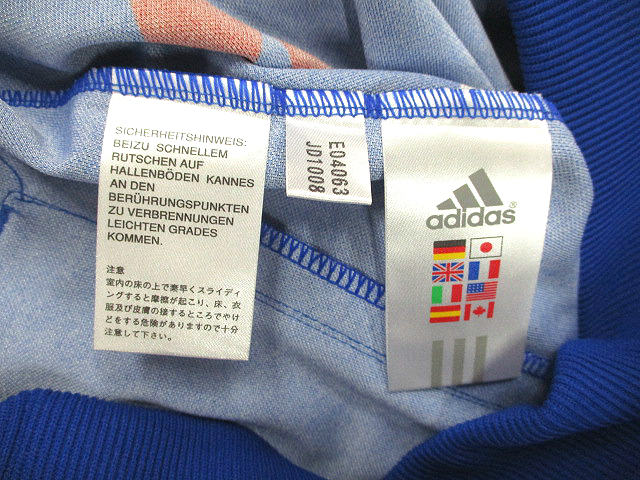 SICHERHEITSHINWEIS:
BEIZU SCHNELLEM
RUTSCHEN AUF
HALLENBÖDEN KANNES
AN DEN
BERÜHRUNGSPUNKTEN
ZU VERBRENNUNGEN
LEICHTEN GRADES
KOMMEN.
注意
室内の床の上で素早くスライディ
ングすると摩擦が起こり、床、衣
服及び皮膚の接するところでやけ
どをする危険がありますので十分
注意して下さい。
E04063
JD1008
adidas®